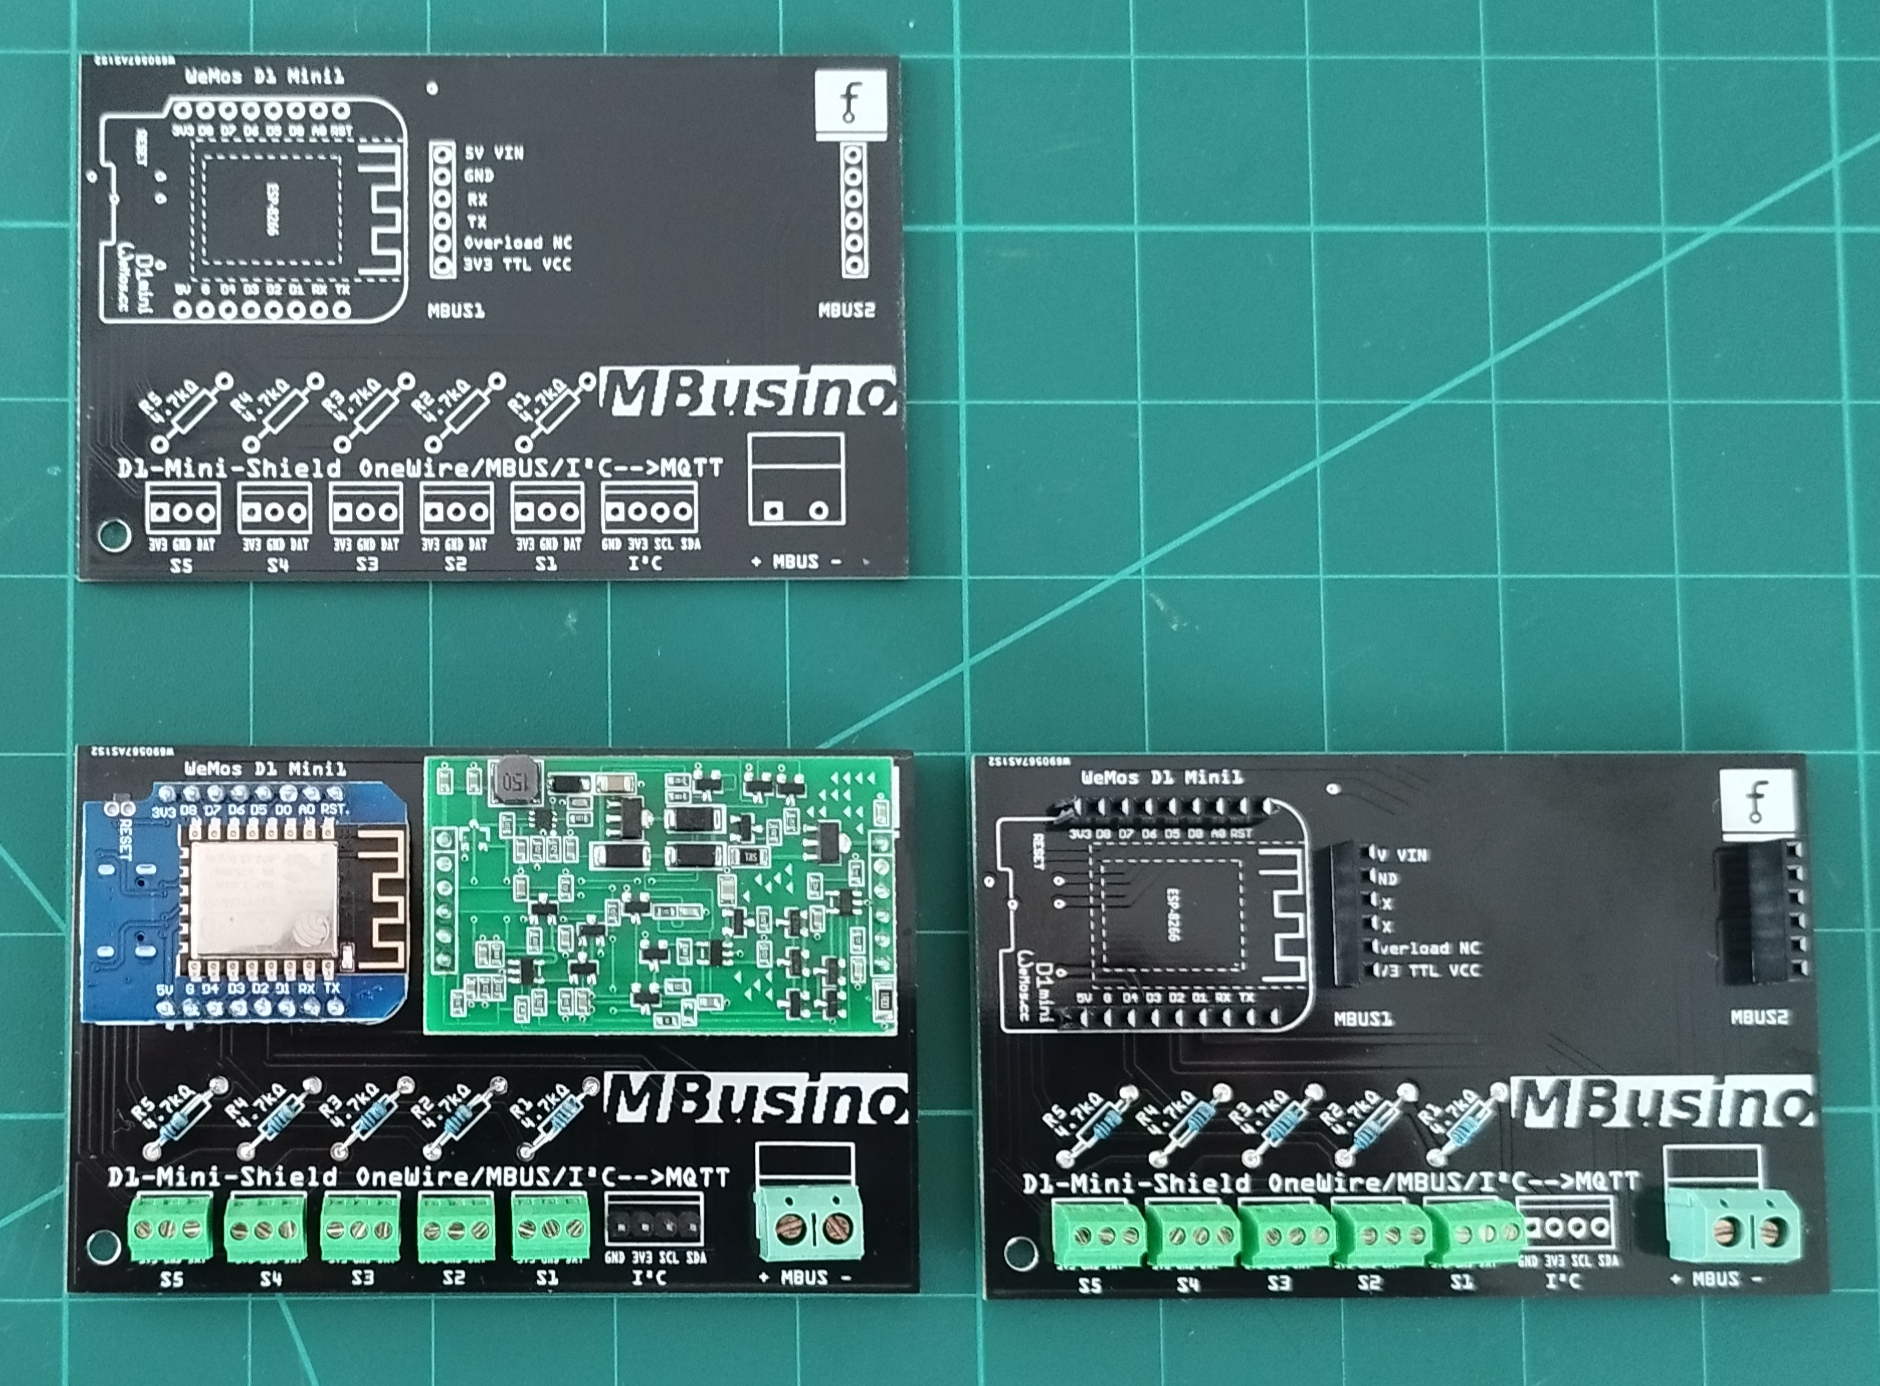 W690567AS1S2
WeMos D1 Mini1
3V3 D8 D7 D6 D5 D0 A0 RST
RESET
ESP-8266
D1mini
Wemos.cc
5V G D4 D3 D2 D1 RX TX
5V VIN
GND
RX
TX
Overload NC
3V3 TTL VCC
MBUS1
f
MBUS2
R5 4.7kΩ
R4 4.7kΩ
R3 4.7kΩ
R2 4.7kΩ
R1 4.7kΩ
MBusino
D1-Mini-Shield OneWire/MBUS/I²C-->MQTT
3V3 GND DAT 3V3 GND DAT 3V3 GND DAT 3V3 GND DAT 3V3 GND DAT GND 3V3 SCL SDA
S5 S4 S3 S2 S1 I²C + MBUS -
W690567AS1S2
WeMos D1 Mini1
3V3 D8 D7 D6 D5 D0 A0 RST
RESET
5V G D4 D3 D2 D1 RX TX
150
R5 4.7kΩ
R4 4.7kΩ
R3 4.7kΩ
R2 4.7kΩ
R1 4.7kΩ
MBusino
D1-Mini-Shield OneWire/MBUS/I²C-->MQTT
GND 3V3 SCL SDA
S5 S4 S3 S2 S1 I²C + MBUS -
W690567AS1S2
WeMos D1 Mini1
3V3 D8 D7 D6 D5 D0 A0 RST
RESET
ESP-8266
D1mini
Wemos.cc
5V G D4 D3 D2 D1 RX TX
V VIN
ND
X
X
verload NC
V3 TTL VCC
MBUS1
f
MBUS2
R5 4.7kΩ
R4 4.7kΩ
R3 4.7kΩ
R2 4.7kΩ
R1 4.7kΩ
MBusino
D1-Mini-Shield OneWire/MBUS/I²C-->MQTT
GND 3V3 SCL SDA
S5 S4 S3 S2 S1 I²C + MBUS -